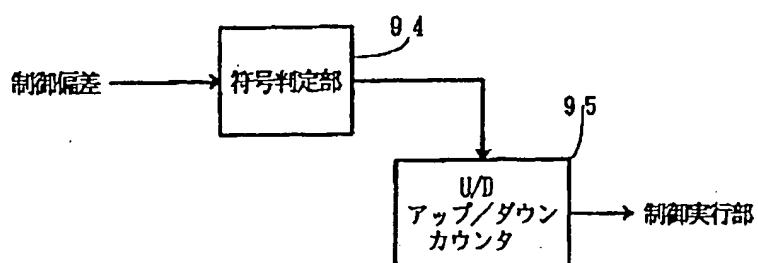 94
制御偏差
符号判定部
95
U/D
アップ/ダウン
カウンタ
制御実行部